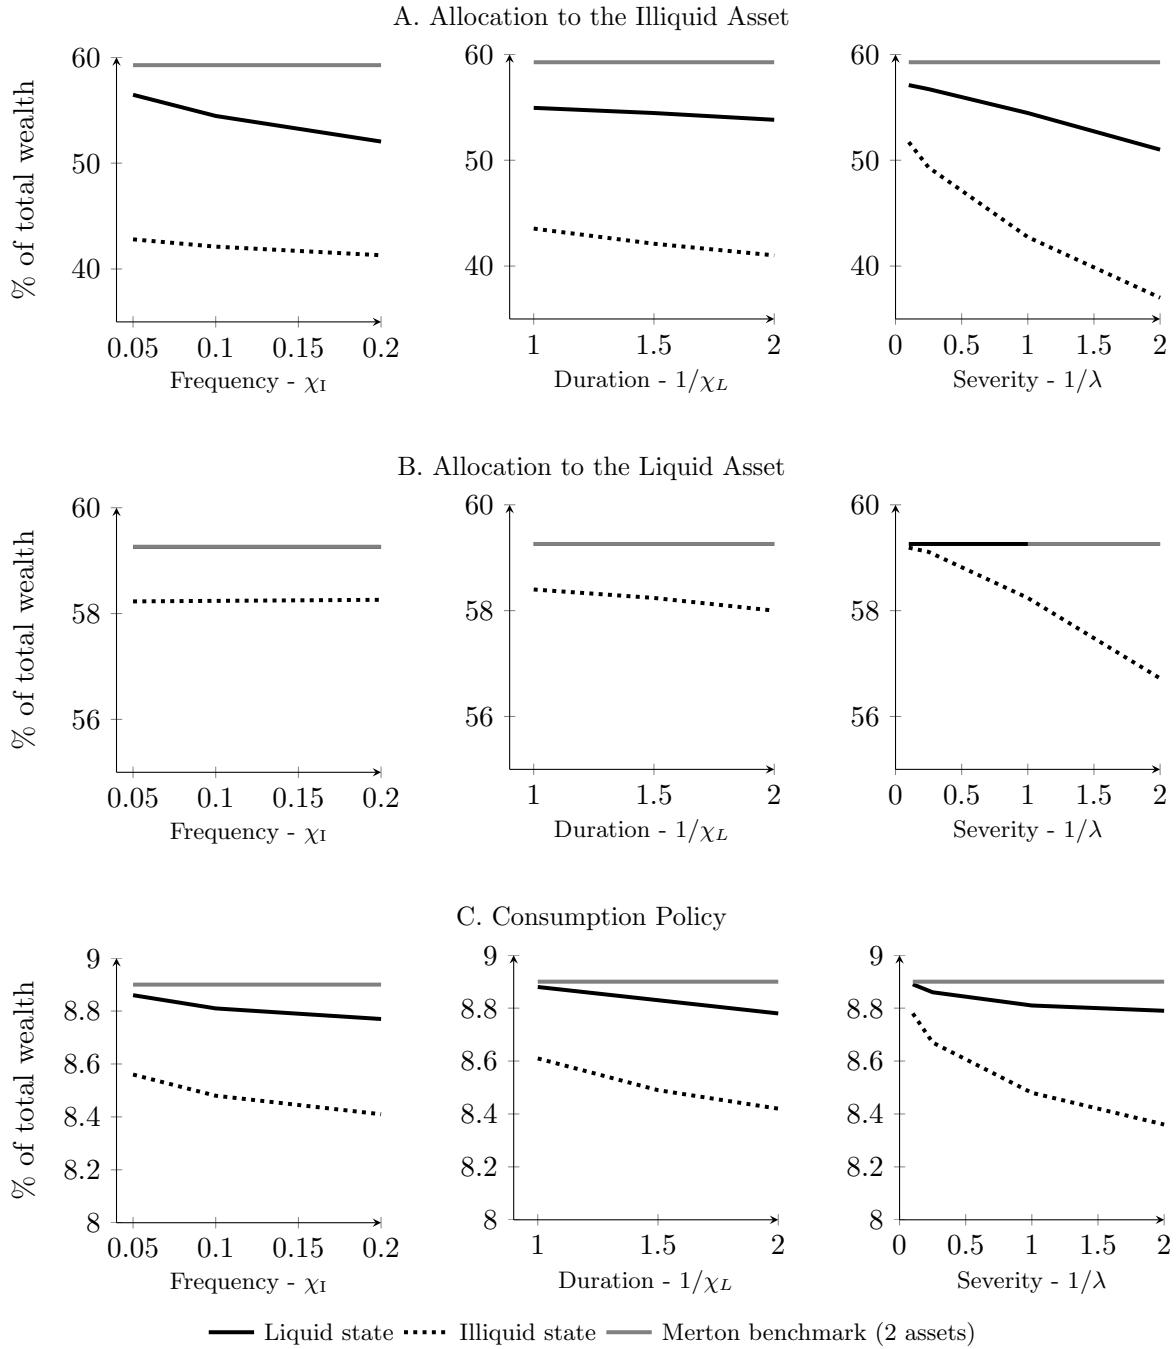 A. Allocation to the Illiquid Asset
% of total wealth
60
50
40
0.05 0.1 0.15 0.2
Frequency - χI
60
50
40
1 1.5 2
Duration - 1/χL
60
50
40
0 0.5 1 1.5 2
Severity - 1/λ
B. Allocation to the Liquid Asset
% of total wealth
60
58
56
0.05 0.1 0.15 0.2
Frequency - χI
60
58
56
1 1.5 2
Duration - 1/χL
60
58
56
0 0.5 1 1.5 2
Severity - 1/λ
C. Consumption Policy
% of total wealth
9
8.8
8.6
8.4
8.2
8
0.05 0.1 0.15 0.2
Frequency - χI
9
8.8
8.6
8.4
8.2
8
1 1.5 2
Duration - 1/χL
9
8.8
8.6
8.4
8.2
8
0 0.5 1 1.5 2
Severity - 1/λ
Liquid state Illiquid state Merton benchmark (2 assets)